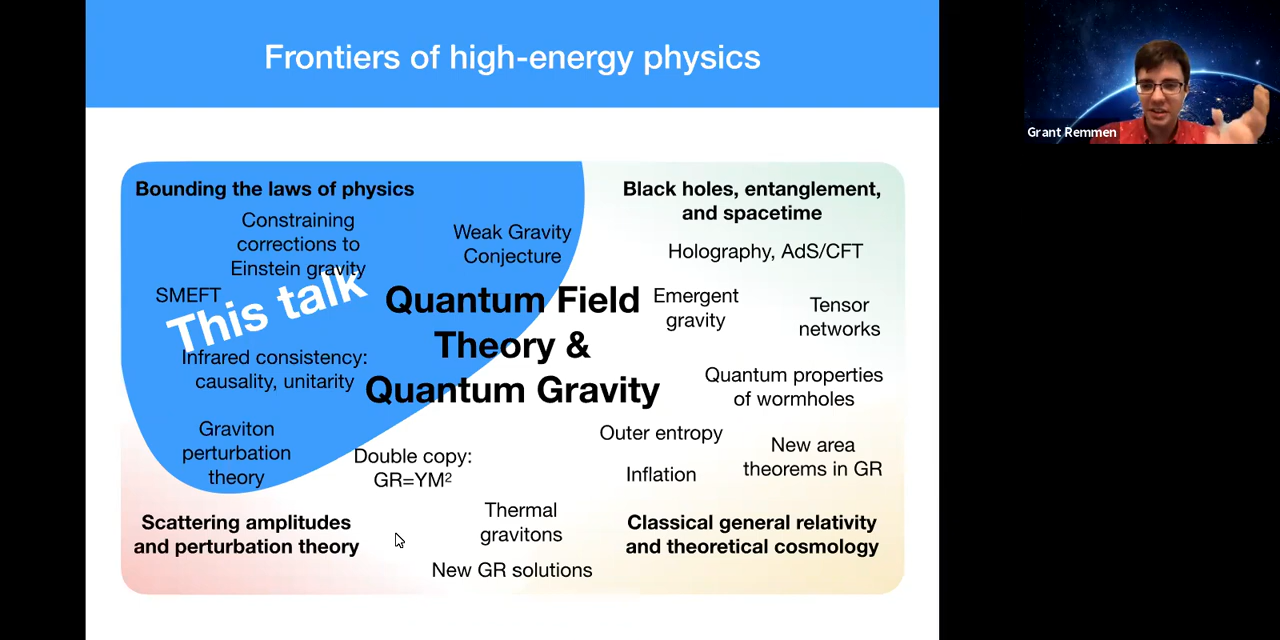 Frontiers of high-energy physics
Grant Remmen
Bounding the laws of physics
Constraining
corrections to
Einstein gravity
Weak Gravity
Conjecture
SMEFT
This talk
Infrared consistency:
causality, unitarity
Graviton
perturbation
theory
Quantum Field
Theory &
Quantum Gravity
Black holes, entanglement,
and spacetime
Holography, AdS/CFT
Emergent
gravity
Tensor
networks
Quantum properties
of wormholes
Outer entropy
New area
theorems in GR
Inflation
Double copy:
GR=YM²
Thermal
gravitons
New GR solutions
Scattering amplitudes
and perturbation theory
Classical general relativity
and theoretical cosmology